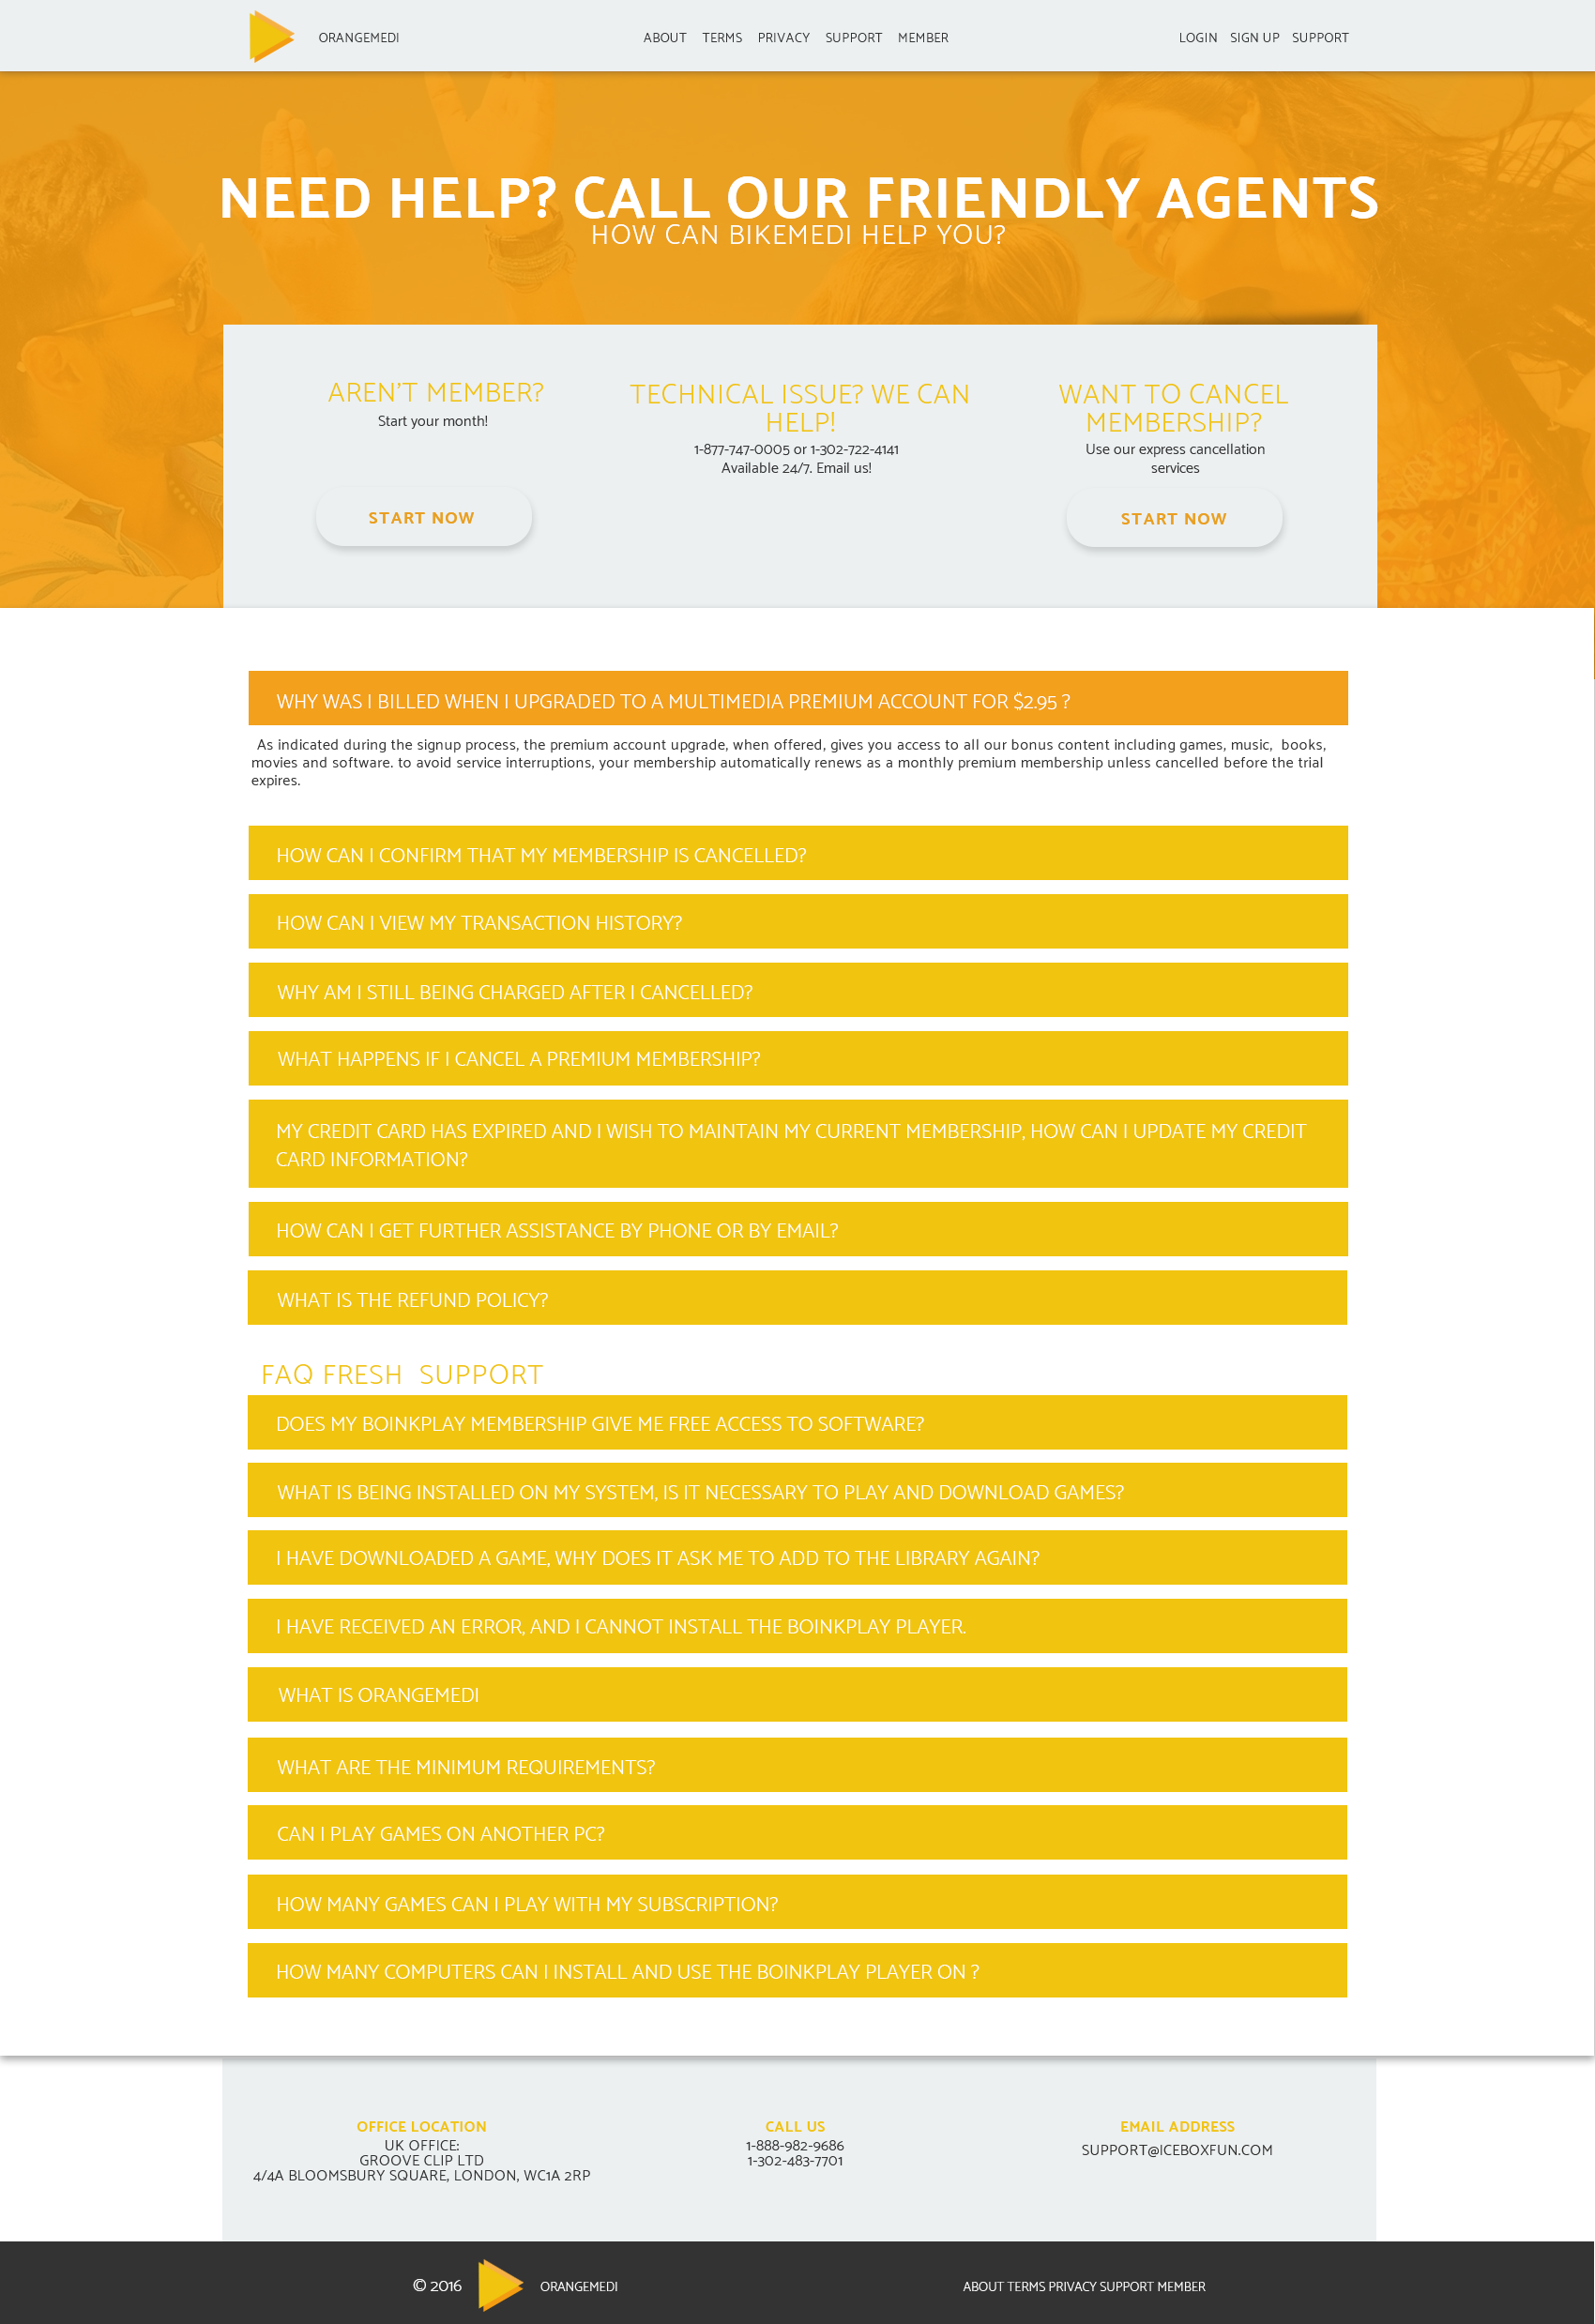 ORANGEMEDI
ABOUT TERMS PRIVACY SUPPORT MEMBER
LOGIN SIGN UP SUPPORT
NEED HELP? CALL OUR FRIENDLY AGENTS
HOW CAN BIKEMEDI HELP YOU?
AREN'T MEMBER?
Start your month!
START NOW
TECHNICAL ISSUE? WE CAN
HELP!
1-877-747-0005 or 1-302-722-4141
Available 24/7. Email us!
WANT TO CANCEL
MEMBERSHIP?
Use our express cancellation
services
START NOW
WHY WAS I BILLED WHEN I UPGRADED TO A MULTIMEDIA PREMIUM ACCOUNT FOR $2.95 ?
As indicated during the signup process, the premium account upgrade, when offered, gives you access to all our bonus content including games, music, books,
movies and software. to avoid service interruptions, your membership automatically renews as a monthly premium membership unless cancelled before the trial
expires.
HOW CAN I CONFIRM THAT MY MEMBERSHIP IS CANCELLED?
HOW CAN I VIEW MY TRANSACTION HISTORY?
WHY AM I STILL BEING CHARGED AFTER I CANCELLED?
WHAT HAPPENS IF I CANCEL A PREMIUM MEMBERSHIP?
MY CREDIT CARD HAS EXPIRED AND I WISH TO MAINTAIN MY CURRENT MEMBERSHIP, HOW CAN I UPDATE MY CREDIT
CARD INFORMATION?
HOW CAN I GET FURTHER ASSISTANCE BY PHONE OR BY EMAIL?
WHAT IS THE REFUND POLICY?
FAQ FRESH SUPPORT
DOES MY BOINKPLAY MEMBERSHIP GIVE ME FREE ACCESS TO SOFTWARE?
WHAT IS BEING INSTALLED ON MY SYSTEM, IS IT NECESSARY TO PLAY AND DOWNLOAD GAMES?
I HAVE DOWNLOADED A GAME, WHY DOES IT ASK ME TO ADD TO THE LIBRARY AGAIN?
I HAVE RECEIVED AN ERROR, AND I CANNOT INSTALL THE BOINKPLAY PLAYER.
WHAT IS ORANGEMEDI
WHAT ARE THE MINIMUM REQUIREMENTS?
CAN I PLAY GAMES ON ANOTHER PC?
HOW MANY GAMES CAN I PLAY WITH MY SUBSCRIPTION?
HOW MANY COMPUTERS CAN I INSTALL AND USE THE BOINKPLAY PLAYER ON ?
OFFICE LOCATION
UK OFFICE:
GROOVE CLIP LTD
4/4A BLOOMSBURY SQUARE, LONDON, WC1A 2RP
CALL US
1-888-982-9686
1-302-483-7701
EMAIL ADDRESS
SUPPORT@ICEBOXFUN.COM
© 2016 ORANGEMEDI
ABOUT TERMS PRIVACY SUPPORT MEMBER